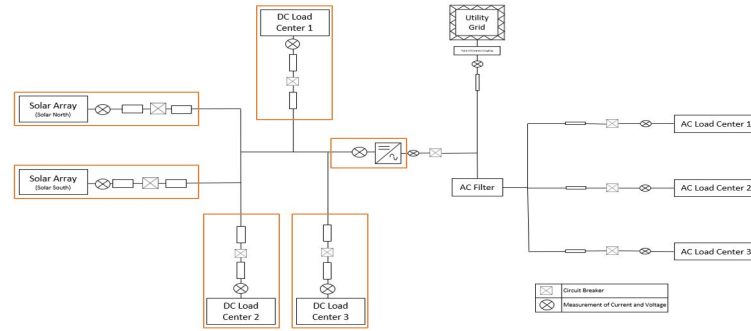 DC Load
Center 1
Utility
Grid
Solar Array
(Solar North)
AC Load Center 1
Solar Array
(Solar South)
AC Filter
AC Load Center 2
AC Load Center 3
DC Load
Center 2
DC Load
Center 3
Circuit Breaker
Measurement of Current and Voltage